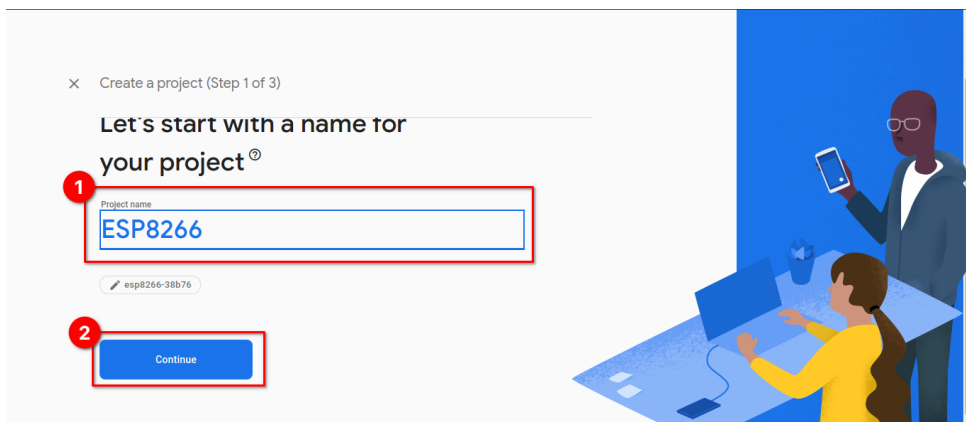 × Create a project (Step 1 of 3)
Let's start with a name for
your project ?
1
Project name
ESP8266
esp8266-38b76
2
Continue